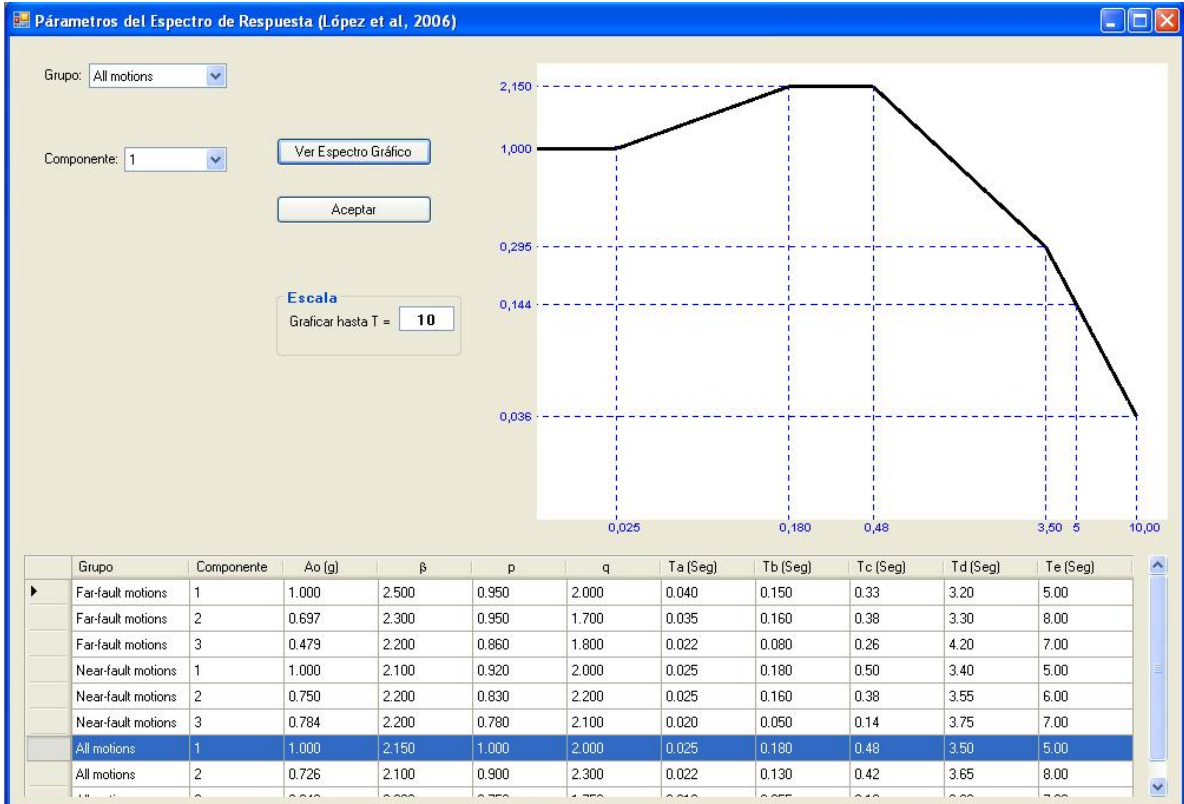 Párametros del Espectro de Respuesta (López et al, 2006)
Grupo: All motions
Componente: 1
Ver Espectro Gráfico
Aceptar
Escala
Graficar hasta T = 10
2,150
1,000
0,295
0,144
0,036
0,025 0,180 0,48 3,50 5 10,00
Grupo Componente Ao (g) β p q Ta (Seg) Tb (Seg) Tc (Seg) Td (Seg) Te (Seg)
Far-fault motions 1 1.000 2.500 0.950 2.000 0.040 0.150 0.33 3.20 5.00
Far-fault motions 2 0.697 2.300 0.950 1.700 0.035 0.160 0.38 3.30 8.00
Far-fault motions 3 0.479 2.200 0.860 1.800 0.022 0.080 0.26 4.20 7.00
Near-fault motions 1 1.000 2.100 0.920 2.000 0.025 0.180 0.50 3.40 5.00
Near-fault motions 2 0.750 2.200 0.830 2.200 0.025 0.160 0.38 3.55 6.00
Near-fault motions 3 0.784 2.200 0.780 2.100 0.020 0.050 0.14 3.75 7.00
All motions 1 1.000 2.150 1.000 2.000 0.025 0.180 0.48 3.50 5.00
All motions 2 0.726 2.100 0.900 2.300 0.022 0.130 0.42 3.65 8.00